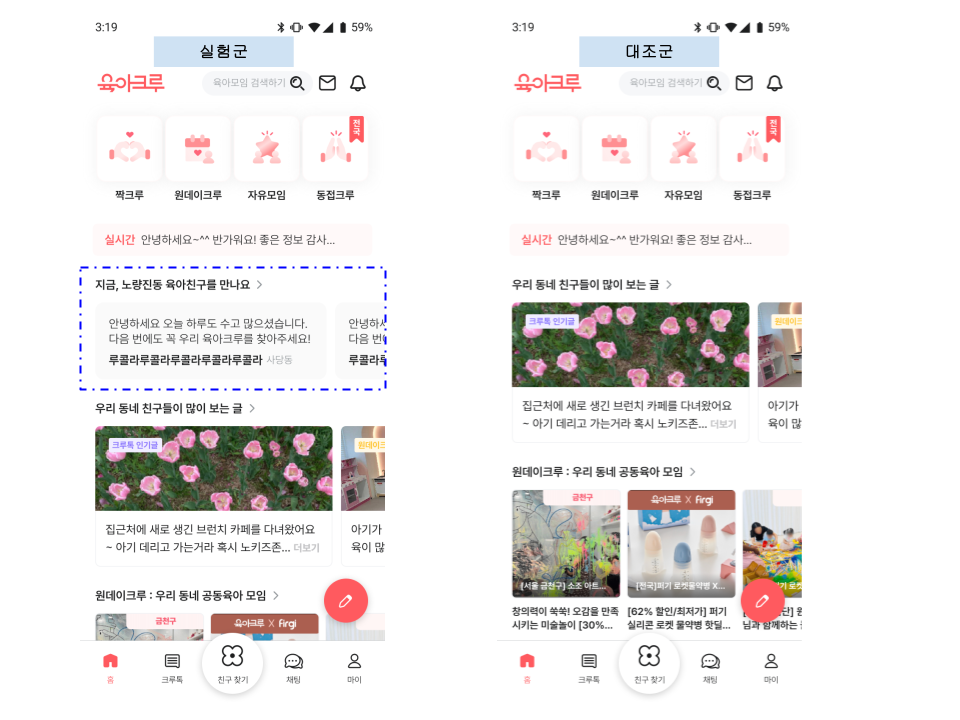 3:19
59%
실험군
육아크루
육아모임 검색하기
전국
짝크루
원데이크루
자유모임
동접크루
실시간 안녕하세요~^^ 반가워요! 좋은 정보 감사...
지금, 노량진동 육아친구를 만나요 >
안녕하세요 오늘 하루도 수고 많으셨습니다.
다음 번에도 꼭 우리 육아크루를 찾아주세요!
루콜라루콜라루콜라루콜라루콜라 사당동
안녕하
다음 번
루콜라
우리 동네 친구들이 많이 보는 글 >
크루톡 인기글
원데이크
집근처에 새로 생긴 브런치 카페를 다녀왔어요
~ 아기 데리고 가는거라 혹시 노키즈존... 더보기
아기가
육이 많
원데이크루 : 우리 동네 공동육아 모임 >
금천구
육아크루 X firgi
홈
크루톡
친구 찾기
채팅
마이
3:19
59%
대조군
육아크루
육아모임 검색하기
전국
짝크루
원데이크루
자유모임
동접크루
실시간 안녕하세요~^^ 반가워요! 좋은 정보 감사...
우리 동네 친구들이 많이 보는 글 >
크루톡 인기글
원데이크
집근처에 새로 생긴 브런치 카페를 다녀왔어요
~ 아기 데리고 가는거라 혹시 노키즈존... 더보기
아기가
육이 많
원데이크루 : 우리 동네 공동육아 모임 >
금천구
[서울 금천구] 소조 아트...
창의력이 쑥쑥! 오감을 만족
시키는 미술놀이 [30%...
육아크루 X firgi
[전국]퍼기 로켓물약병 X...
[62% 할인/최저가] 퍼기
실리콘 로켓 물약병 핫딜...
님과 함께하는
홈
크루톡
친구 찾기
채팅
마이